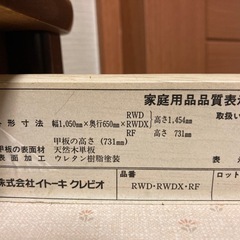 家庭用品品質表示
外形寸法 幅1,050mm×奥行650mm× RWD RWDX 高さ1,454mm
RF 高さ 731mm
取扱い
甲板の高さ (731mm)
甲板の表面材 天然木単板
表面加工 ウレタン樹脂塗装
表
株式会社イトーキ クレビオ
品番 RWD・RWDX・RF
ロット